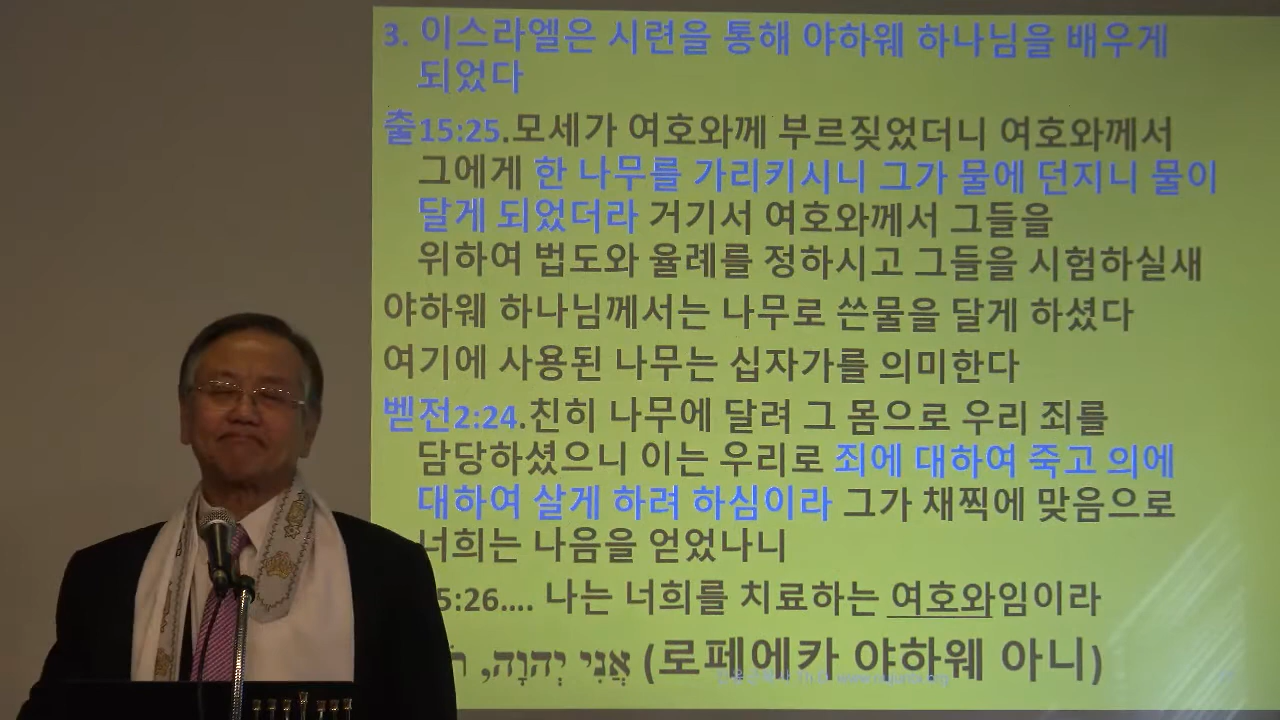 3. 이스라엘은 시련을 통해 야하웨 하나님을 배우게
되었다
출15:25.모세가 여호와께 부르짖었더니 여호와께서
그에게 한 나무를 가리키시니 그가 물에 던지니 물이
달게 되었더라 거기서 여호와께서 그들을
위하여 법도와 율례를 정하시고 그들을 시험하실새
야하웨 하나님께서는 나무로 쓴물을 달게 하셨다
여기에 사용된 나무는 십자가를 의미한다
벧전2:24.친히 나무에 달려 그 몸으로 우리 죄를
담당하셨으니 이는 우리로 죄에 대하여 죽고 의에
대하여 살게 하려 하심이라 그가 채찍에 맞음으로
너희는 나음을 얻었나니
5:26.... 나는 너희를 치료하는 여호와임이라
אֲנִי יְהוָה, (로페에카 야하웨 아니)